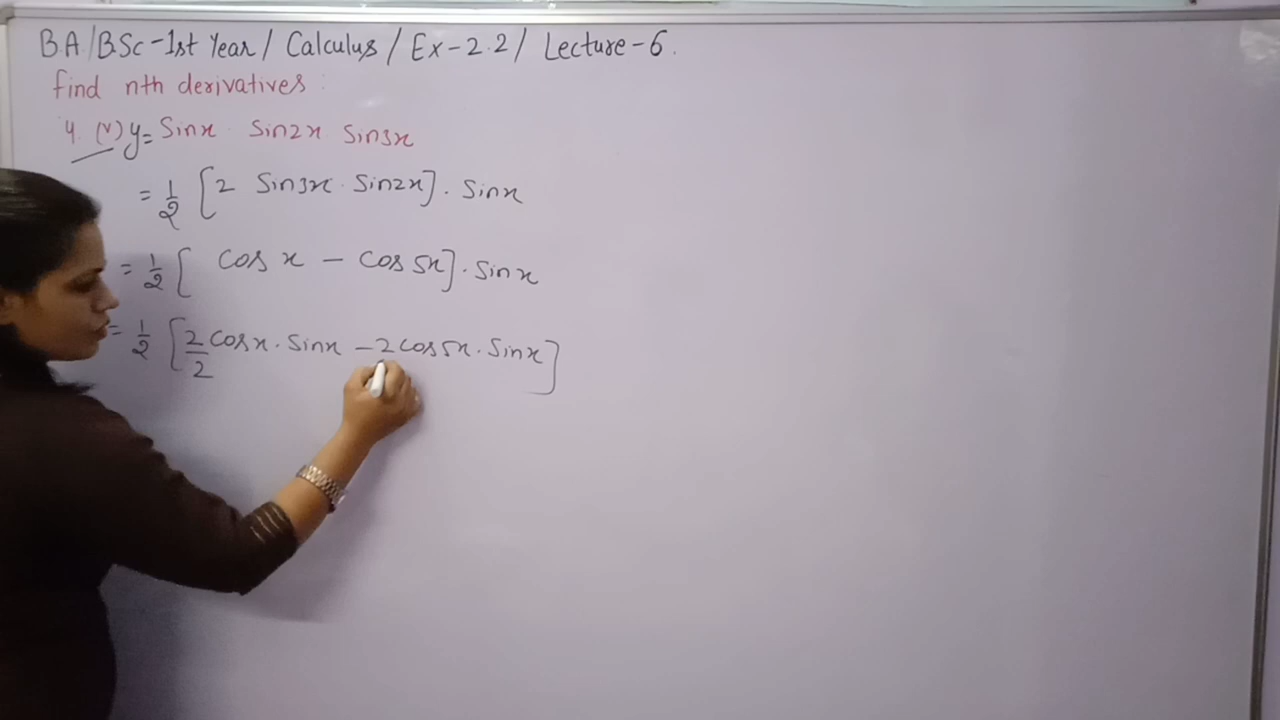 B.A./BSc-1st Year/ Calculus / Ex-2.2/ Lecture-6.
find nth derivatives:
4. (v) y= Sinx Sin2x Sin3x
= 1/2 [2 Sin3x . Sin2x] . Sinx
= 1/2 [ Cos x - Cos 5x] . Sinx
= 1/2 [2/2 Cosx . Sinx - 2 Cos5x . Sinx]